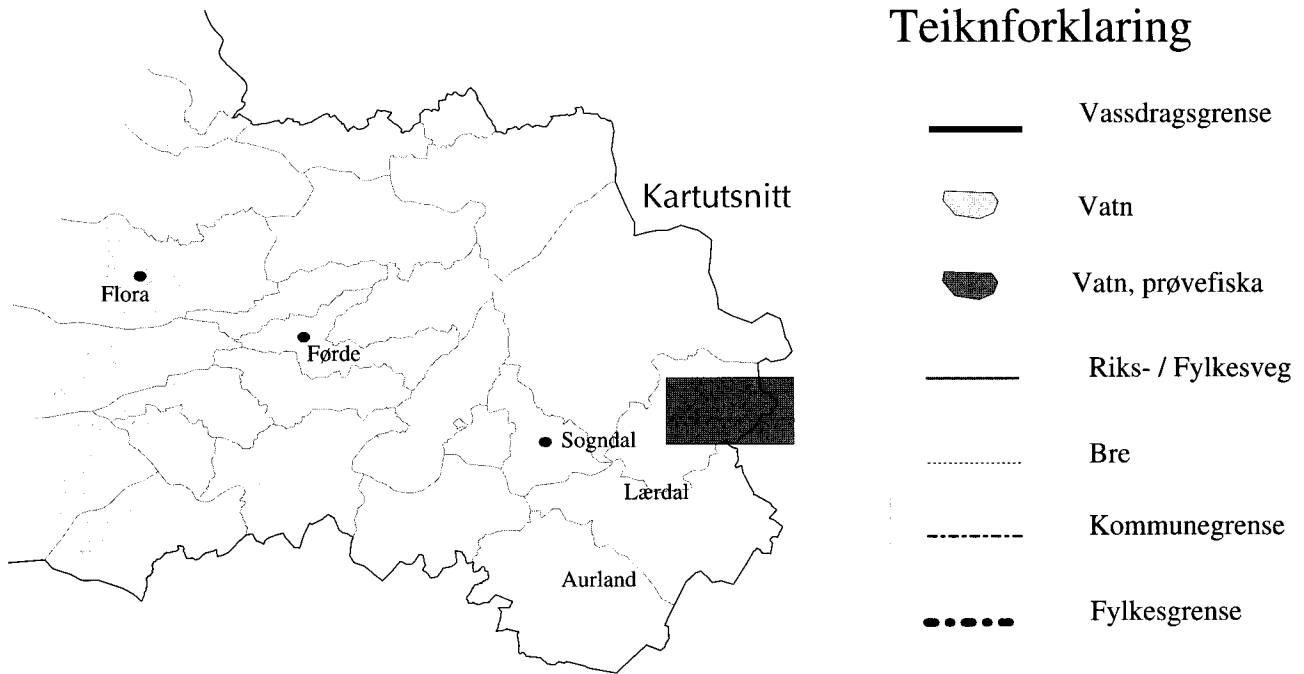 Teiknforklaring
Vassdragsgrense
Vatn
Vatn, prøvefiska
Riks- / Fylkesveg
Bre
Kommunegrense
Fylkesgrense
Kartutsnitt
Flora
Førde
Sogndal
Lærdal
Aurland